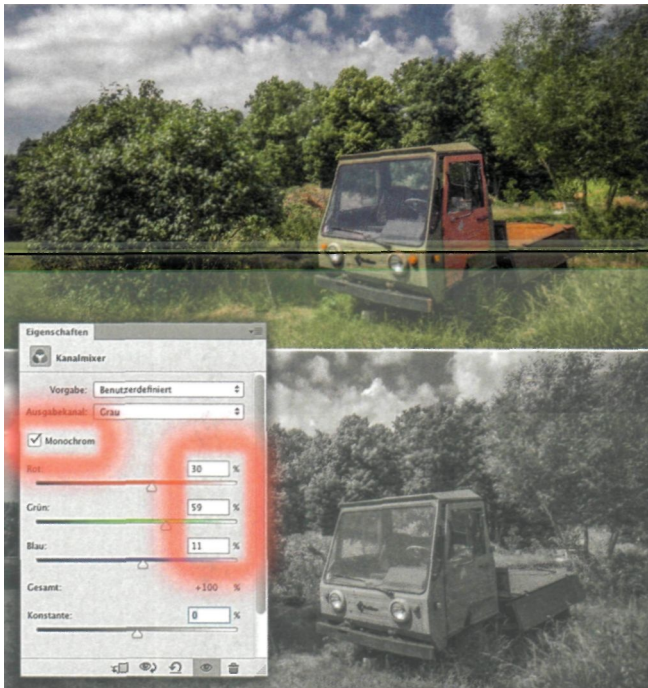 Eigenschaften
Kanalmixer
Vorgabe: Benutzerdefiniert
Ausgabekanal: Grau
Monochrom
Rot: 30 %
Grün: 59 %
Blau: 11 %
Gesamt: +100 %
Konstante: 0 %